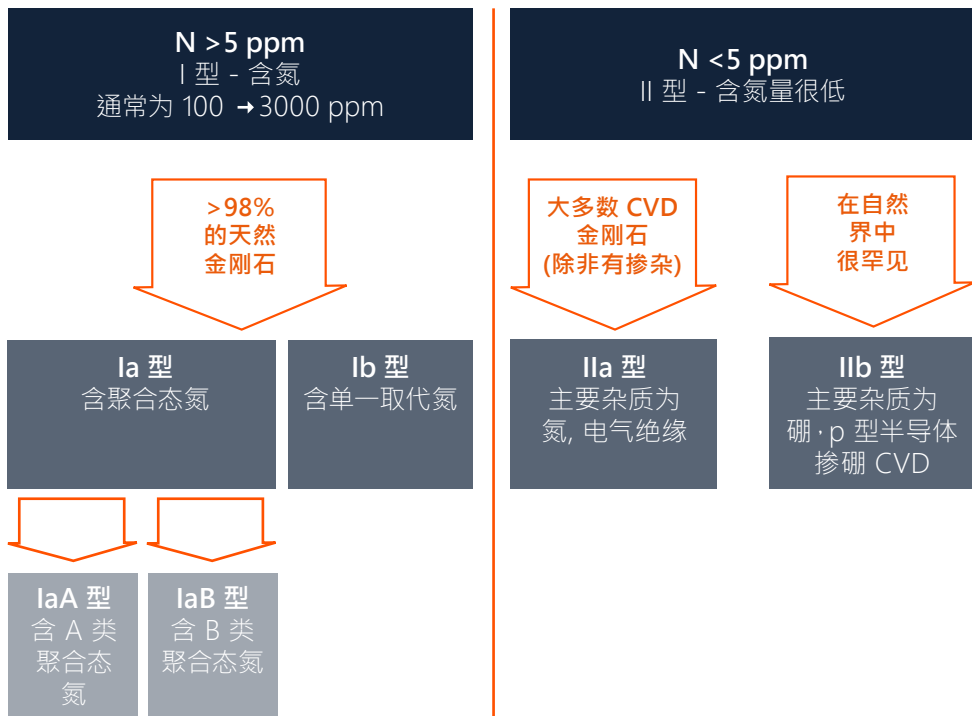 N >5 ppm
I 型 - 含氮
通常为 100 →3000 ppm
N <5 ppm
II 型 - 含氮量很低
>98%
的天然
金刚石
大多数 CVD
金刚石
(除非有掺杂)
在自然
界中
很罕见
Ia 型
含聚合态氮
Ib 型
含单一取代氮
IIa 型
主要杂质为
氮, 电气绝缘
IIb 型
主要杂质为
硼·p 型半导体
掺硼 CVD
IaA 型
含 A 类
聚合态
氮
IaB 型
含 B 类
聚合态氮